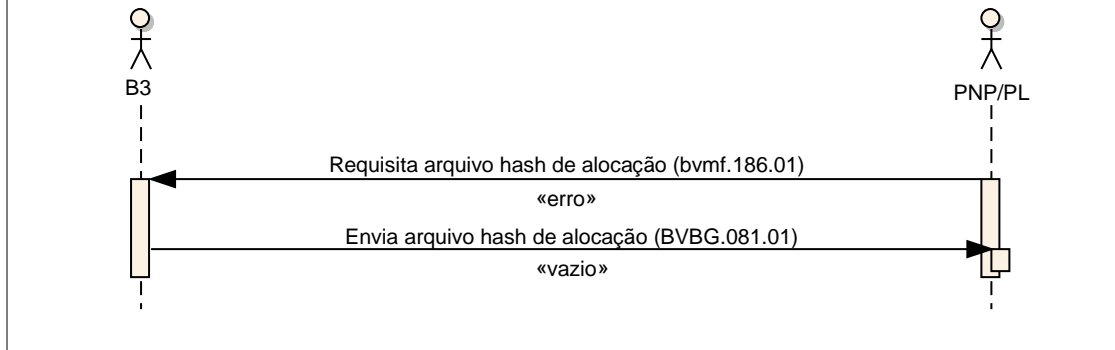 B3
PNP/PL
Requisita arquivo hash de alocação (bvmf.186.01)
«erro»
Envia arquivo hash de alocação (BVBG.081.01)
«vazio»